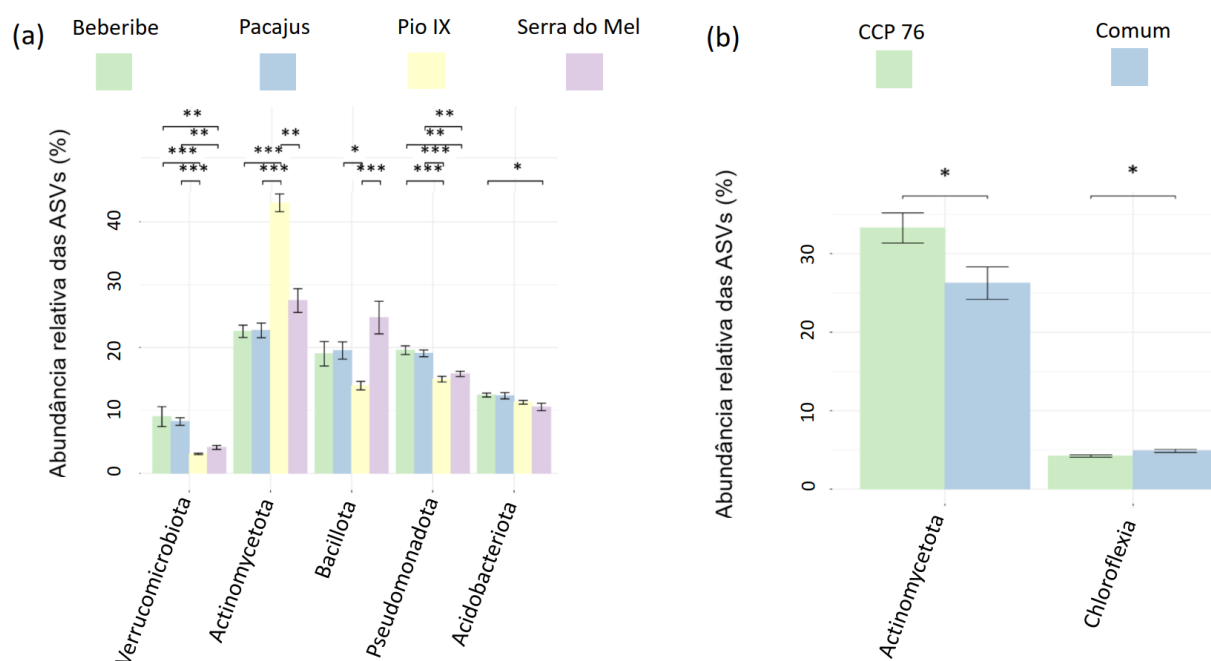 (a)
Beberibe Pacajus Pio IX Serra do Mel
Abundância relativa das ASVs (%)
** **
** *** ** ** * **
*** *** *** *** *** *** *
40
30
20
10
0
Verrucomicrobiota Actinomycetota Bacillota Pseudomonadota Acidobacteriota
(b)
CCP 76 Comum
Abundância relativa das ASVs (%)
* *
30
20
10
0
Actinomycetota Chloroflexia